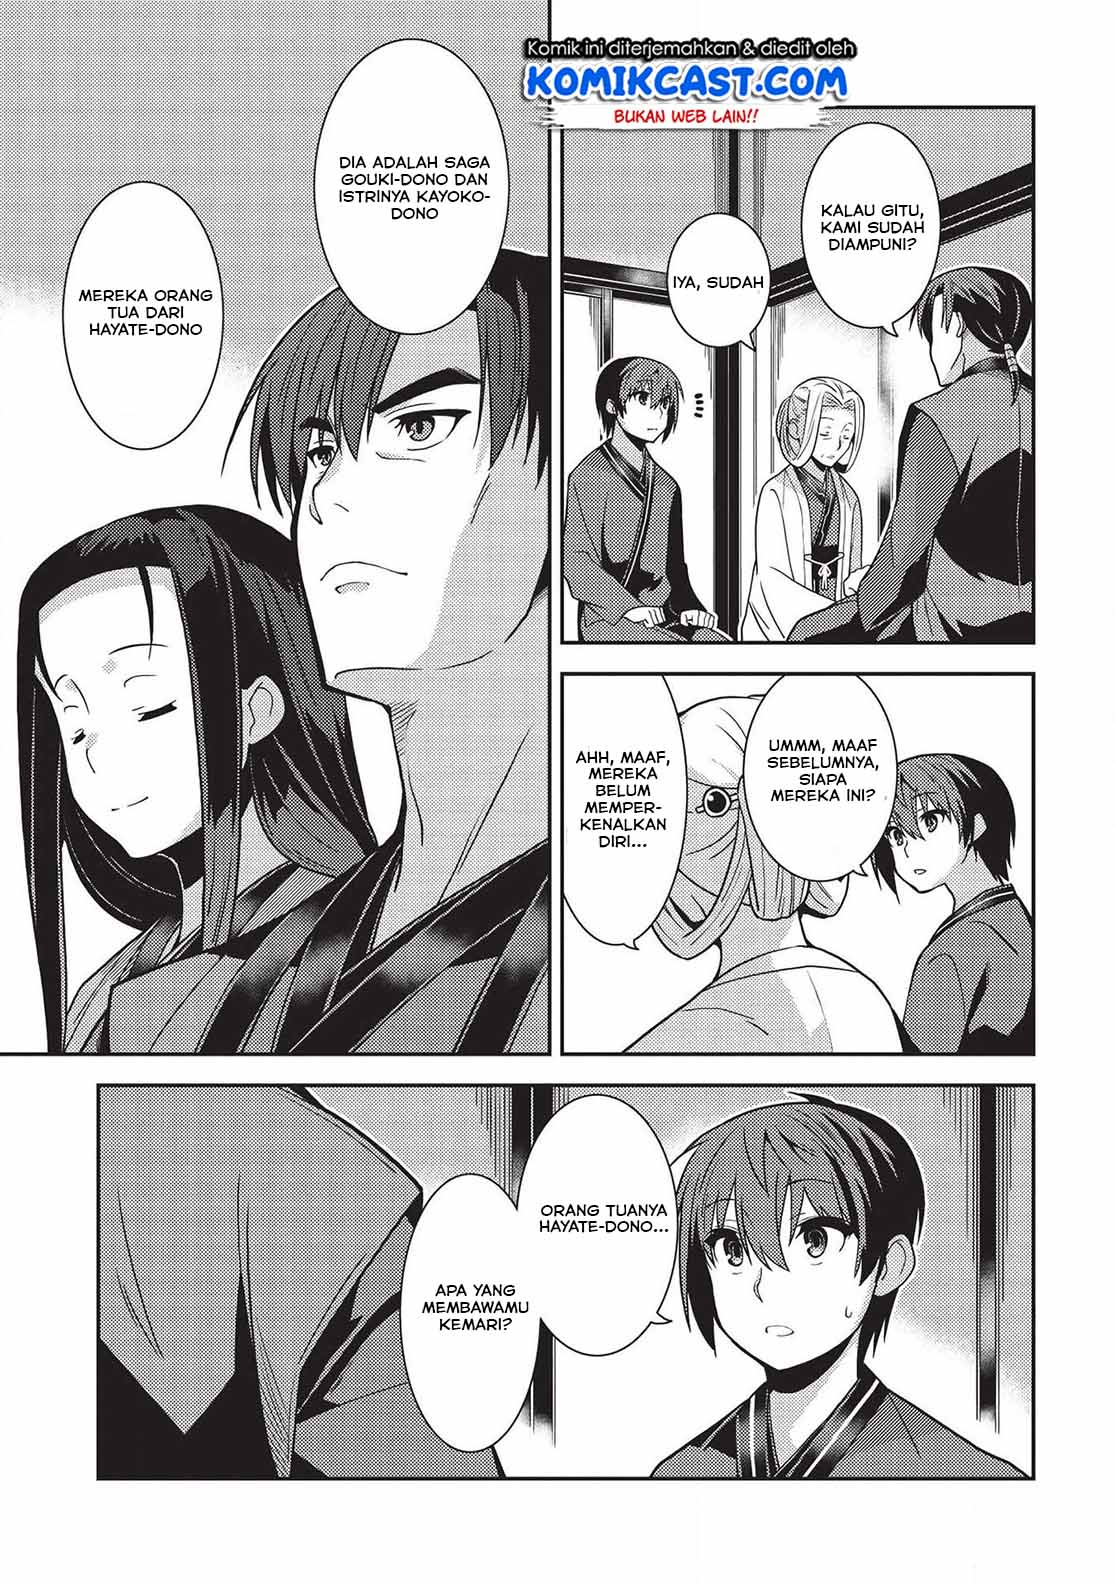 Komik ini diterjemahkan & diedit oleh
KOMIKCAST.COM
BUKAN WEB LAIN!!
KALAU GITU,
KAMI SUDAH
DIAMPUNI?
IYA, SUDAH
UMMM, MAAF
SEBELUMNYA,
SIAPA
MEREKA INI?
AHH, MAAF,
MEREKA
BELUM
MEMPER-
KENALKAN
DIRI...
DIA ADALAH SAGA
GOUKI-DONO DAN
ISTRINYA KAYOKO-
DONO
MEREKA ORANG
TUA DARI
HAYATE-DONO
ORANG TUANYA
HAYATE-DONO...
APA YANG
MEMBAWAMU
KEMARI?